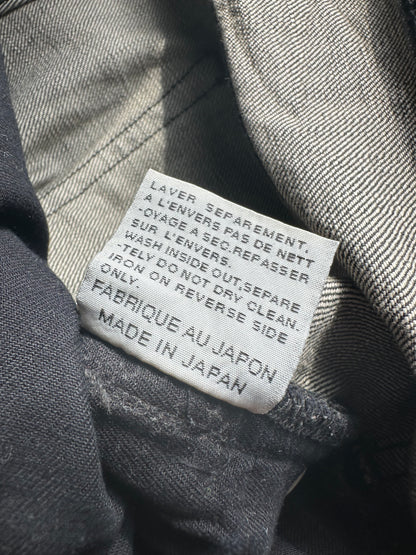 LAVER SEPAREMENT.
A L'ENVERS PAS DE NETT
-OYAGE A SEC.REPASSER
SUR L'ENVERS.
WASH INSIDE OUT.SEPARE
-TELY DO NOT DRY CLEAN.
IRON ON REVERSE SIDE
ONLY.
FABRIQUE AU JAPON
MADE IN JAPAN